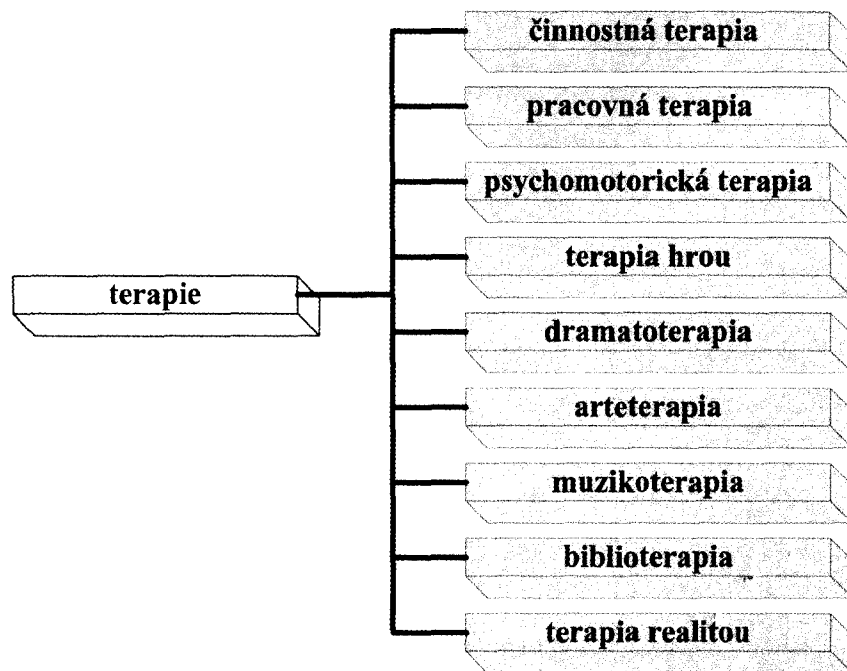 činnostná terapia
pracovná terapia
psychomotorická terapia
terapia hrou
terapie
dramatoterapia
arteterapia
muzikoterapia
biblioterapia
terapia realitou